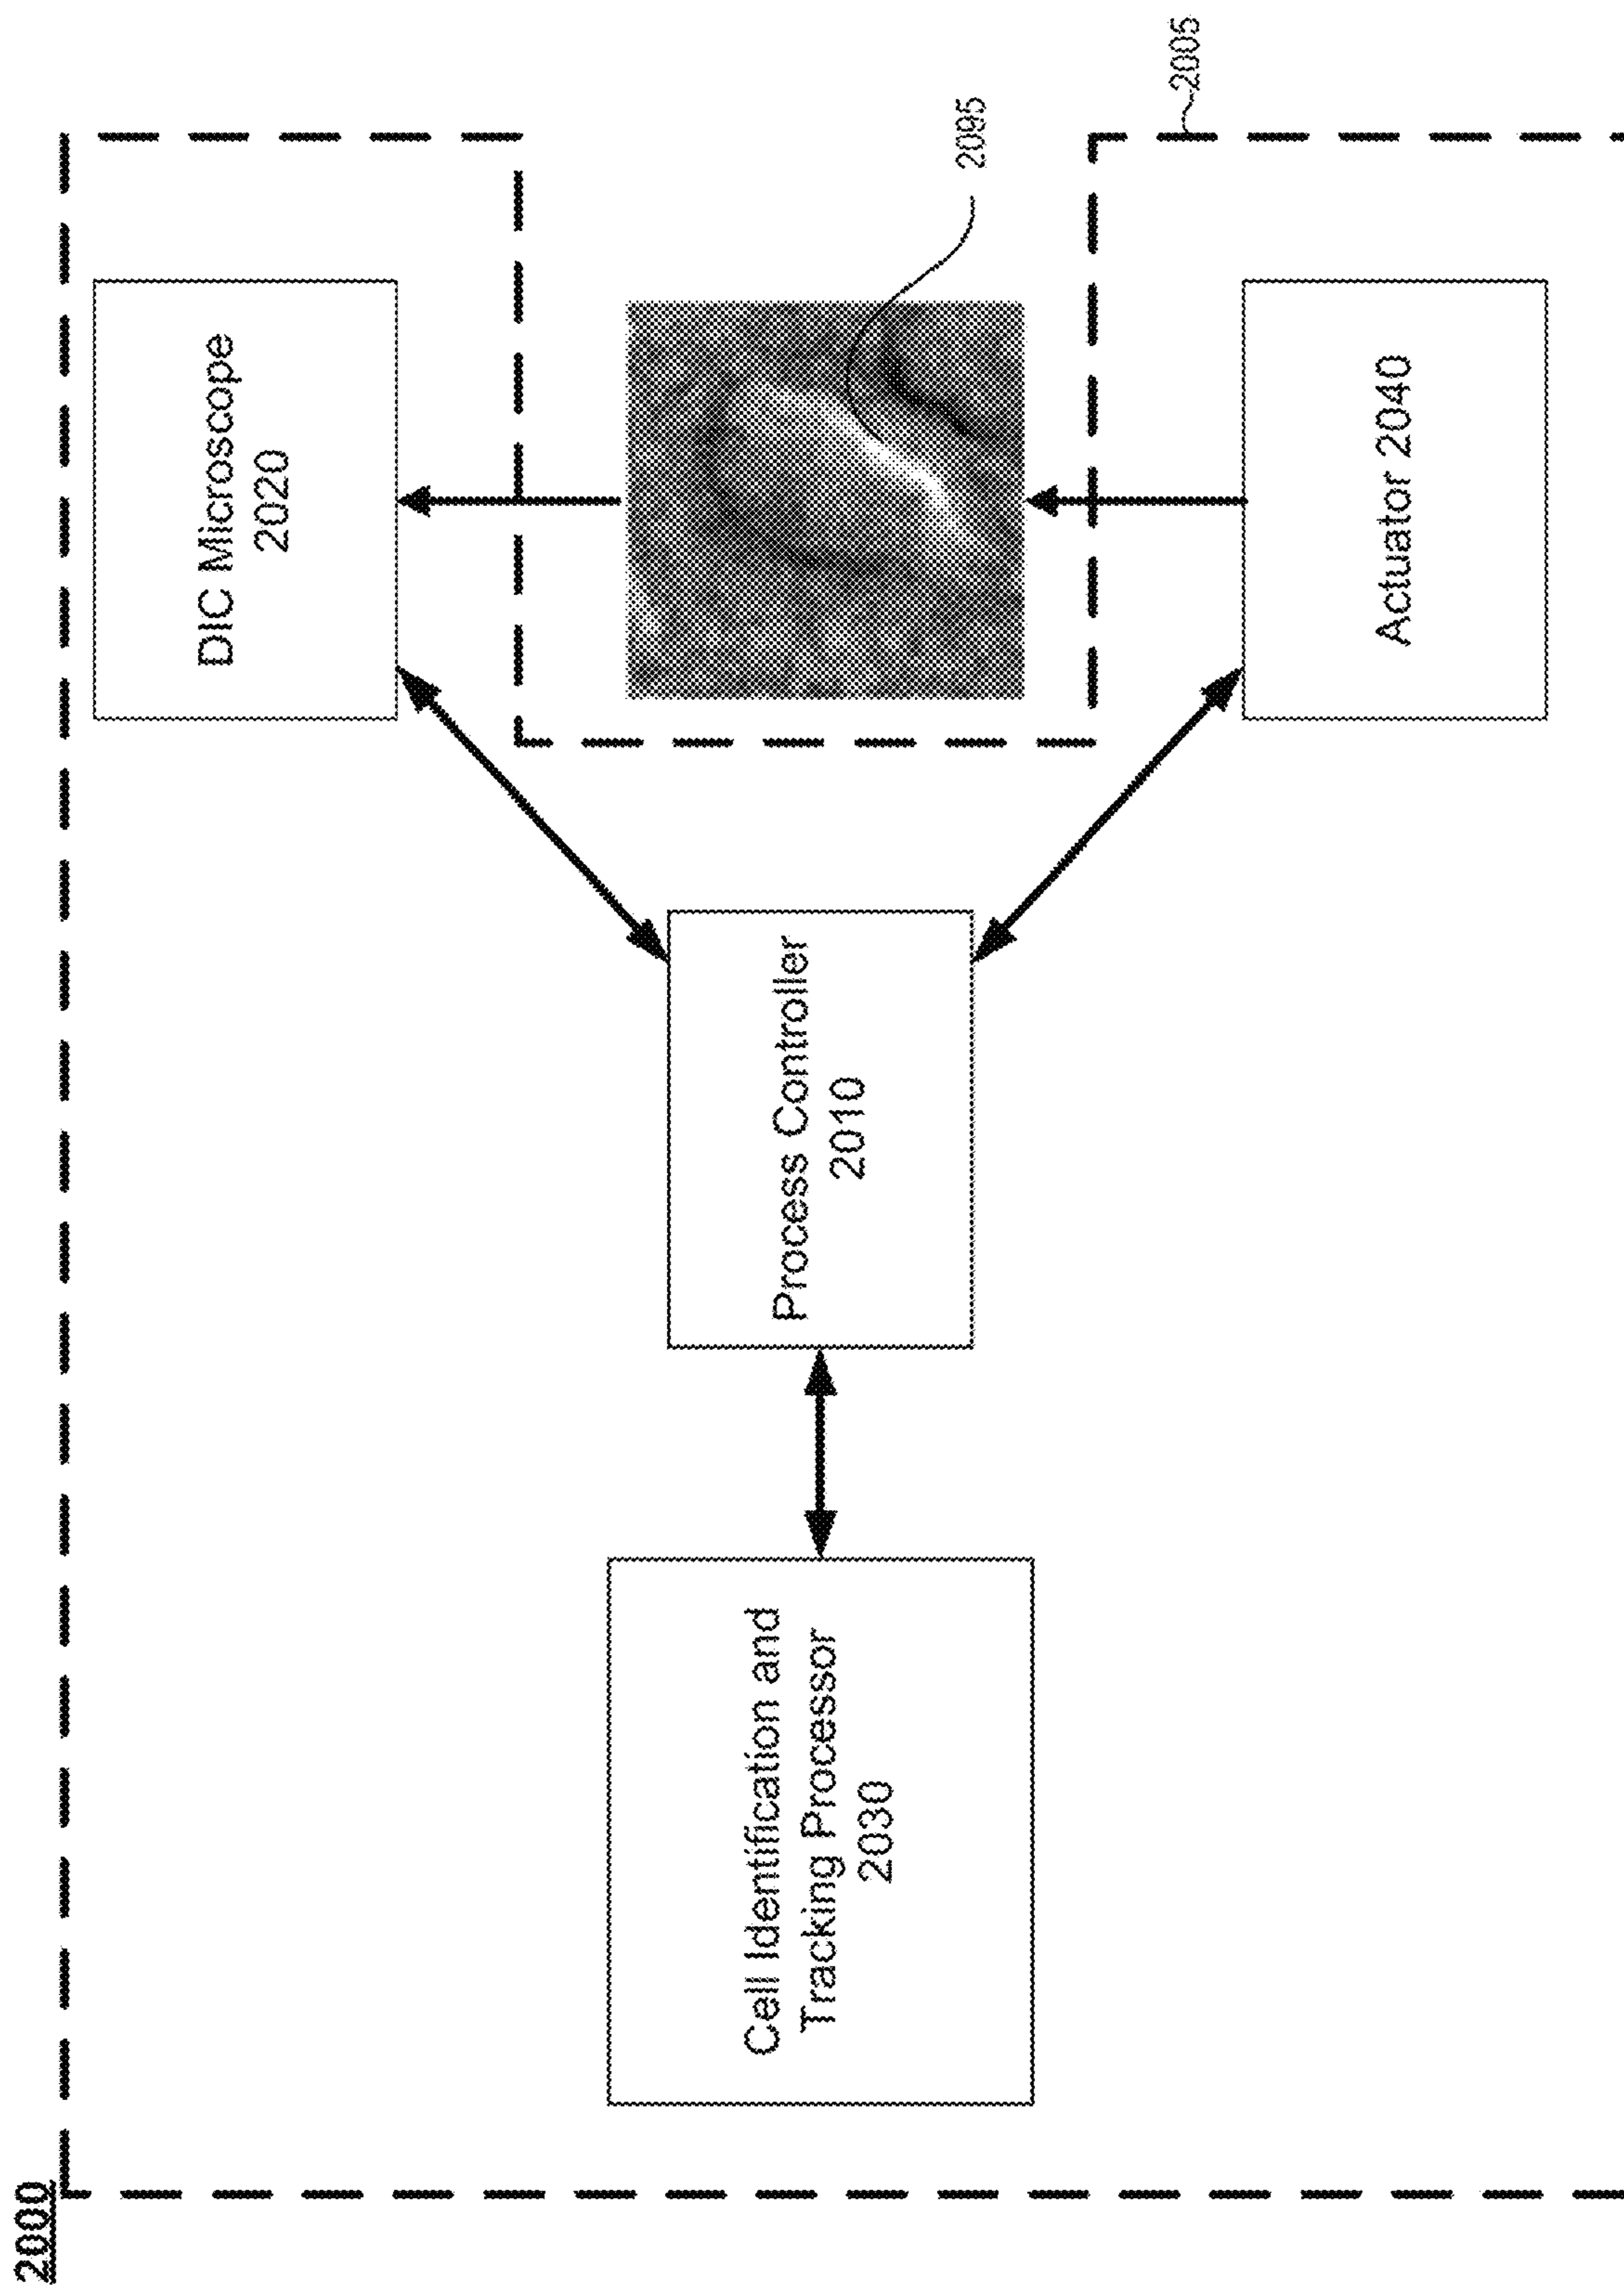 2000
DIC Microscope
2020
2095
2005
Process Controller
2010
Cell Identification and
Tracking Processor
2030
Actuator 2040